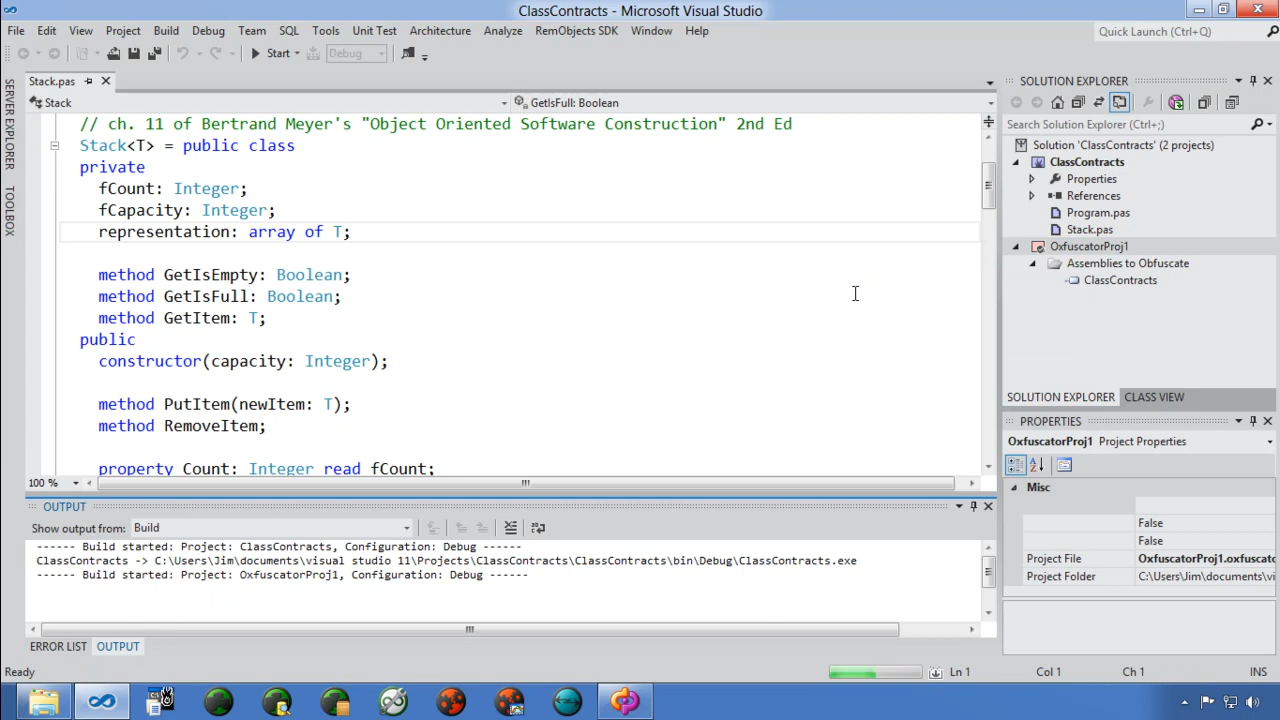 ClassContracts - Microsoft Visual Studio
File Edit View Project Build Debug Team SQL Tools Unit Test Architecture Analyze RemObjects SDK Window Help
Quick Launch (Ctrl+Q)
Start Debug
SERVER EXPLORER
TOOLBOX
Stack.pas
Stack GetIsFull: Boolean
// ch. 11 of Bertrand Meyer's "Object Oriented Software Construction" 2nd Ed
Stack<T> = public class
private
fCount: Integer;
fCapacity: Integer;
representation: array of T;
method GetIsEmpty: Boolean;
method GetIsFull: Boolean;
method GetItem: T;
public
constructor(capacity: Integer);
method PutItem(newItem: T);
method RemoveItem;
property Count: Integer read fCount;
100 %
SOLUTION EXPLORER
Search Solution Explorer (Ctrl+;)
Solution 'ClassContracts' (2 projects)
ClassContracts
Properties
References
Program.pas
Stack.pas
OxfuscatorProj1
Assemblies to Obfuscate
ClassContracts
SOLUTION EXPLORER CLASS VIEW
PROPERTIES
OxfuscatorProj1 Project Properties
Misc
False
False
Project File OxfuscatorProj1.oxfuscato
Project Folder C:\Users\Jim\documents\vi
OUTPUT
Show output from: Build
------ Build started: Project: ClassContracts, Configuration: Debug ------
ClassContracts -> C:\Users\Jim\documents\visual studio 11\Projects\ClassContracts\ClassContracts\bin\Debug\ClassContracts.exe
------ Build started: Project: OxfuscatorProj1, Configuration: Debug ------
ERROR LIST OUTPUT
Ready Ln 1 Col 1 Ch 1 INS